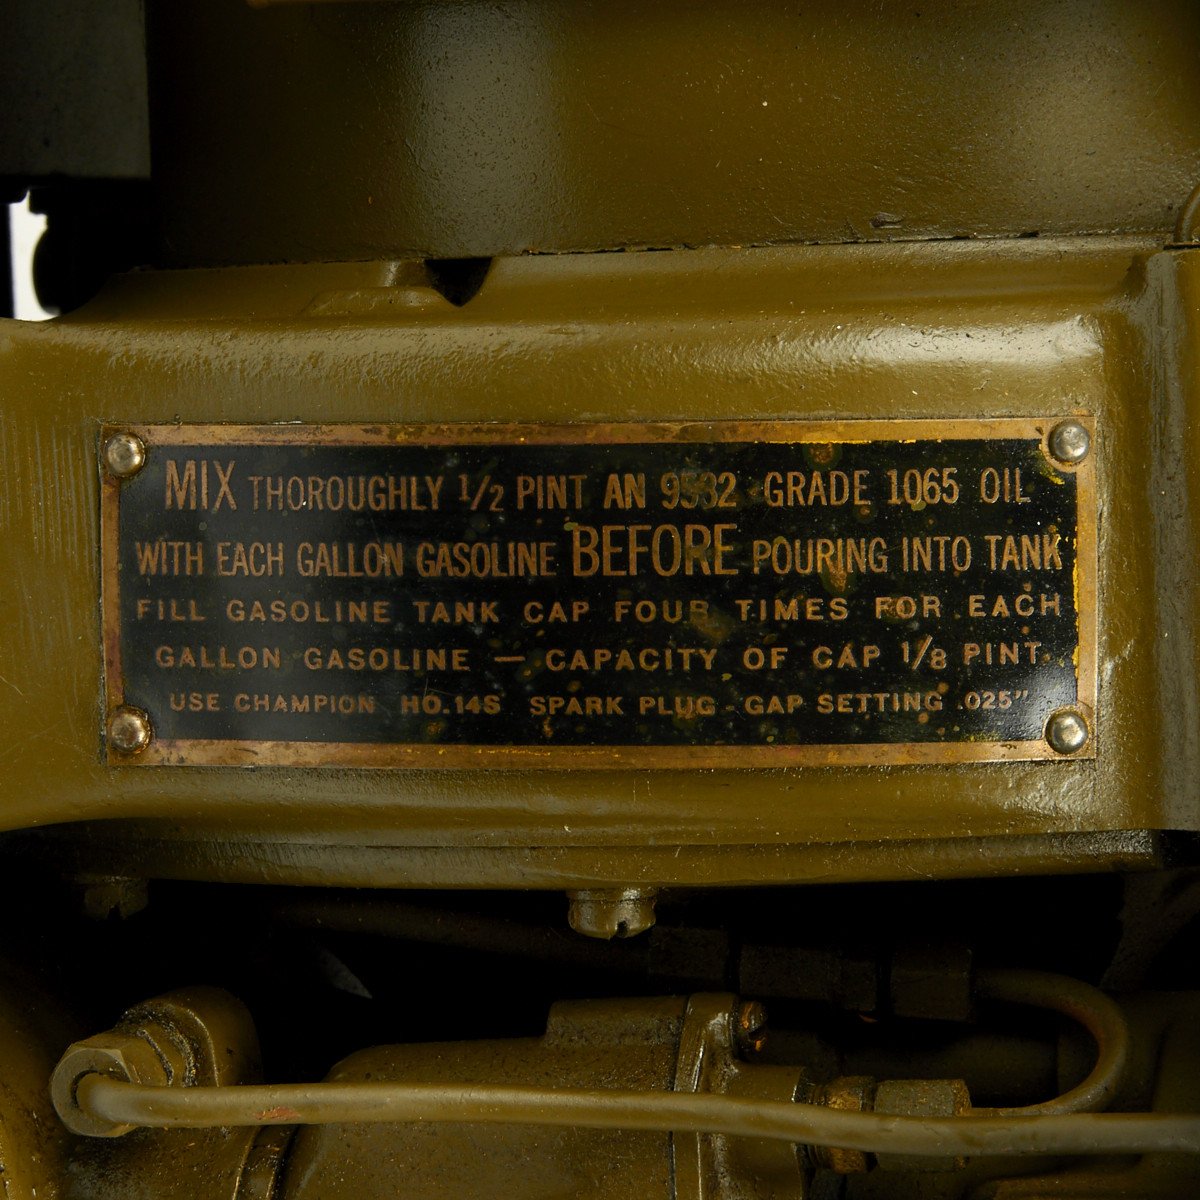 MIX THOROUGHLY 1/2 PINT AN 9532 GRADE 1065 OIL
WITH EACH GALLON GASOLINE BEFORE POURING INTO TANK
FILL GASOLINE TANK CAP FOUR TIMES FOR EACH
GALLON GASOLINE — CAPACITY OF CAP 1/8 PINT.
USE CHAMPION HO.14S SPARK PLUG - GAP SETTING .025"